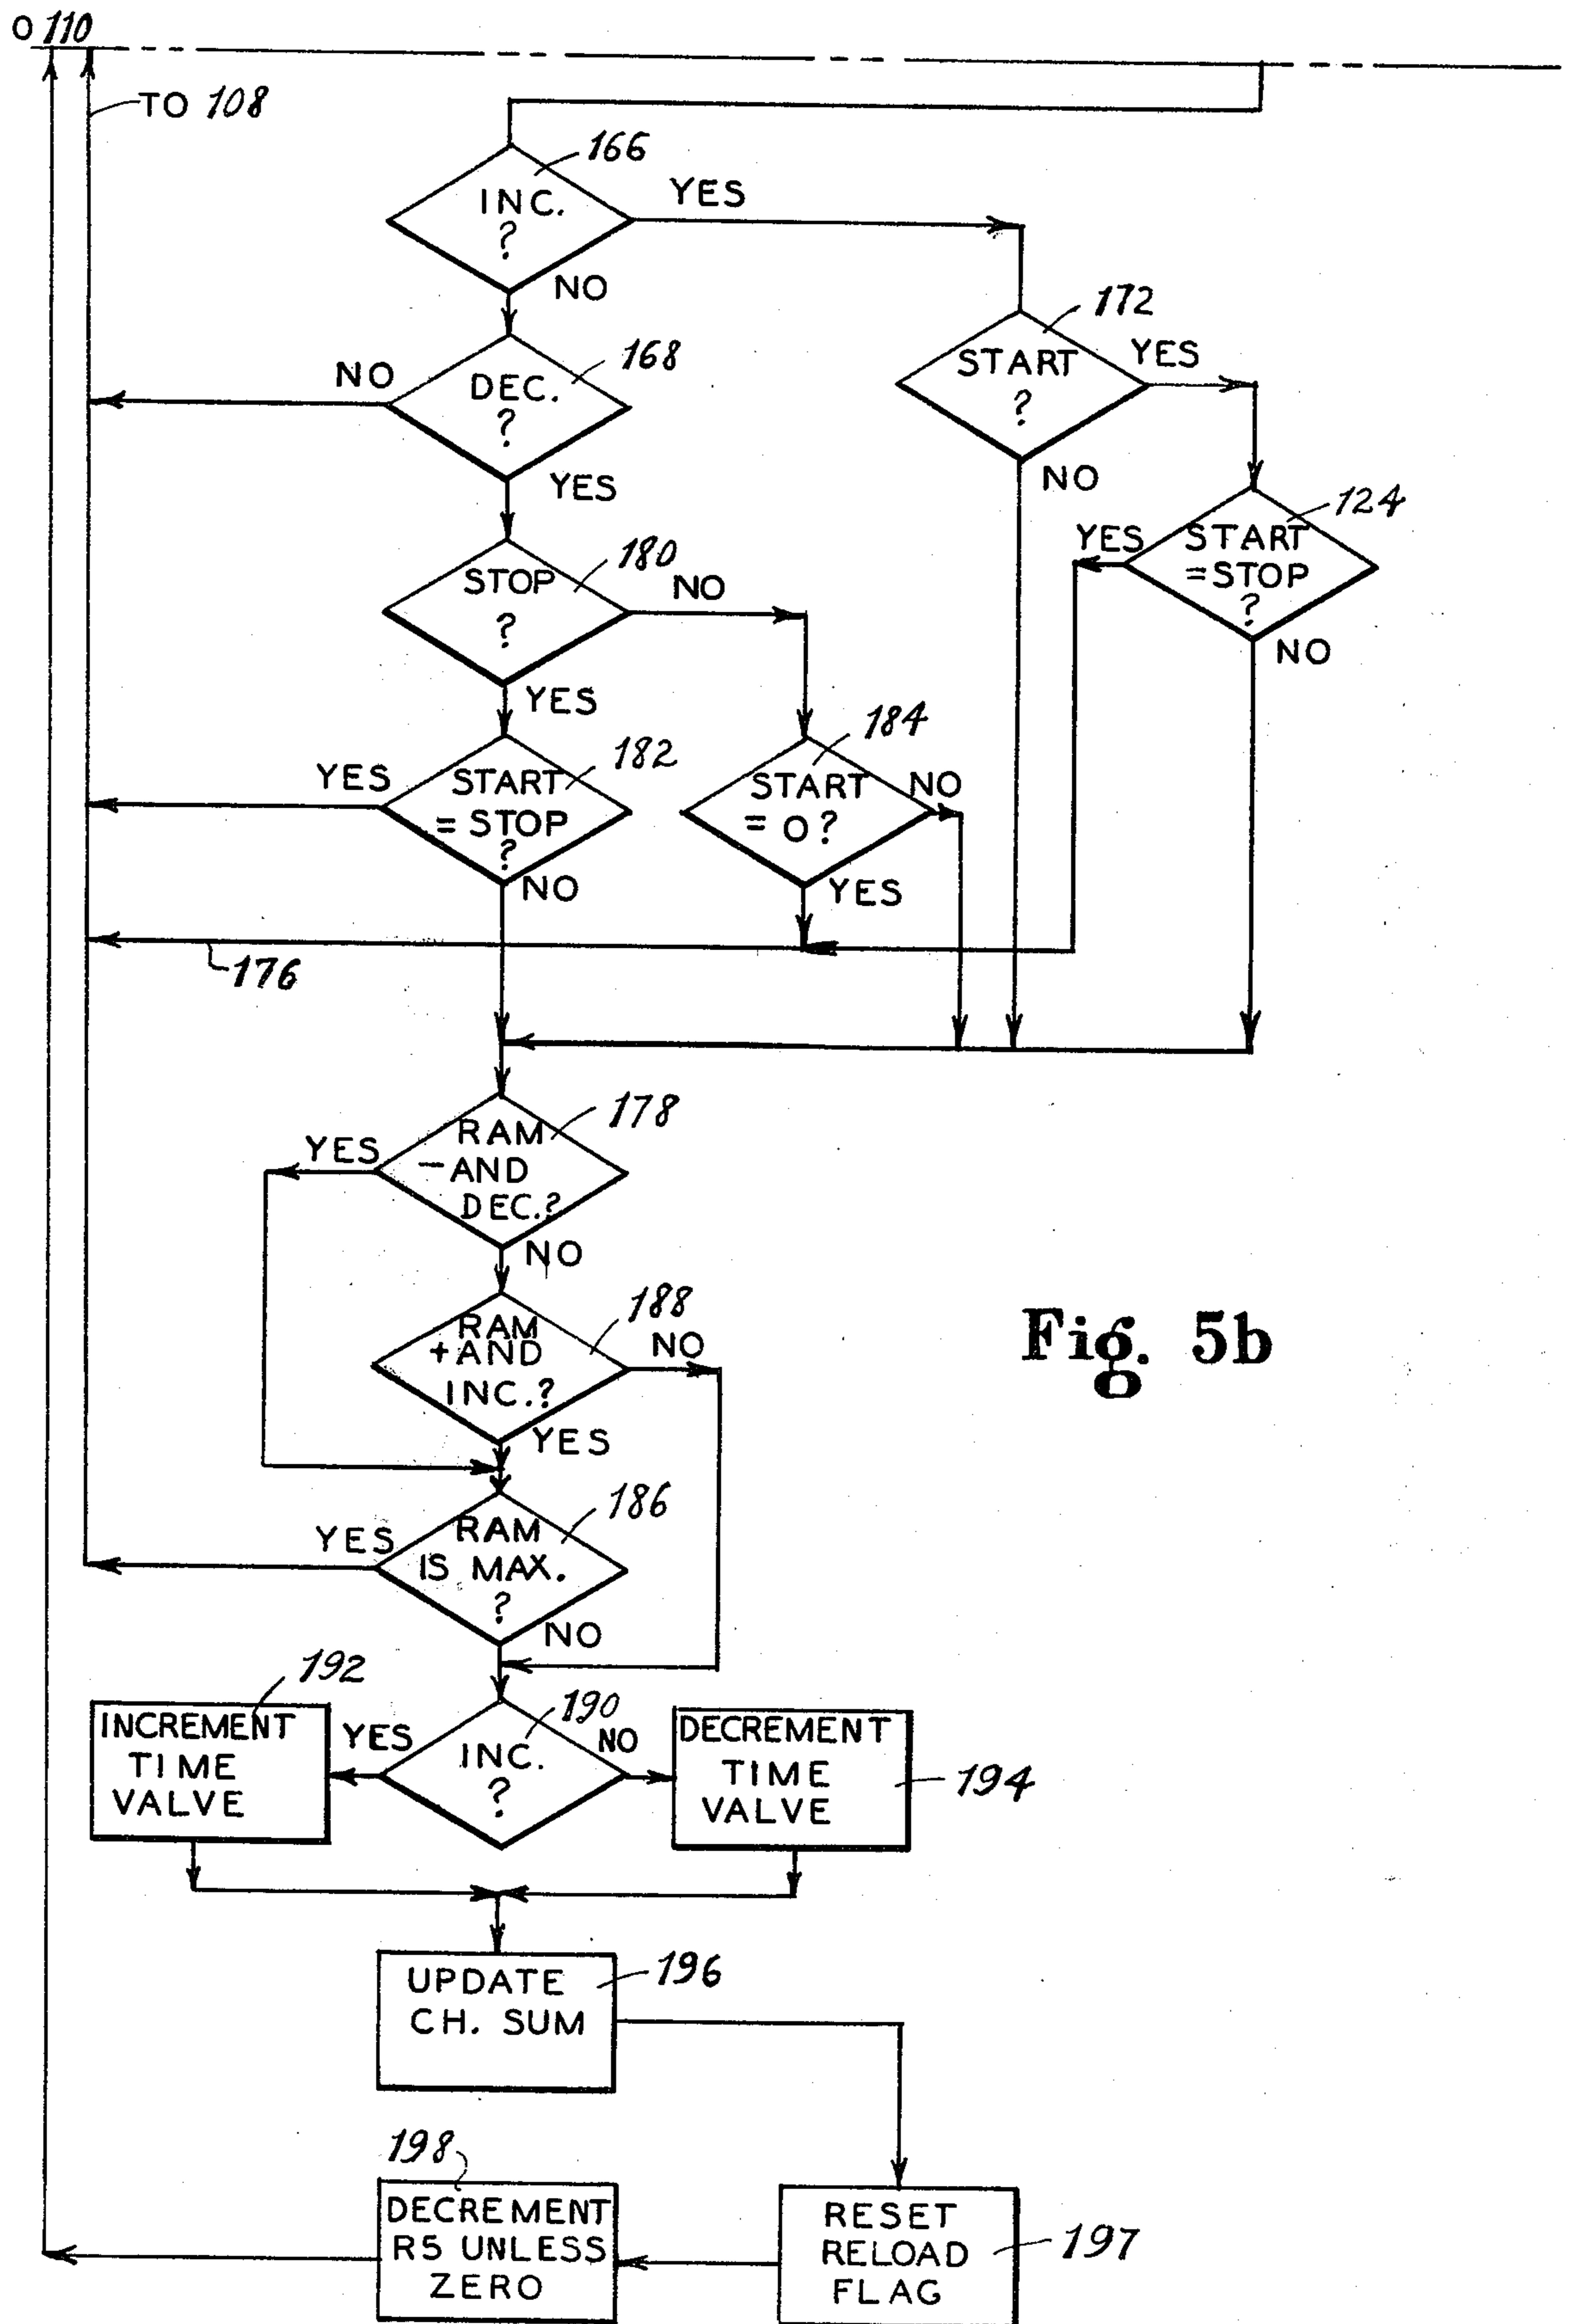 O 110
TO 108
166
INC.
?
YES
NO
172
START
?
YES
NO
168
DEC.
?
NO
YES
124
START
=STOP
?
YES
NO
180
STOP
?
NO
YES
184
START
= O ?
NO
YES
182
START
= STOP
?
YES
NO
176
178
RAM
- AND
DEC.?
YES
NO
188
RAM
+ AND
INC.?
NO
YES
Fig. 5b
186
RAM
IS MAX.
?
YES
NO
192
INCREMENT
TIME
VALVE
190
INC.
?
YES
NO
DECREMENT
TIME
VALVE
194
UPDATE
CH. SUM
196
198
DECREMENT
R5 UNLESS
ZERO
RESET
RELOAD
FLAG
197